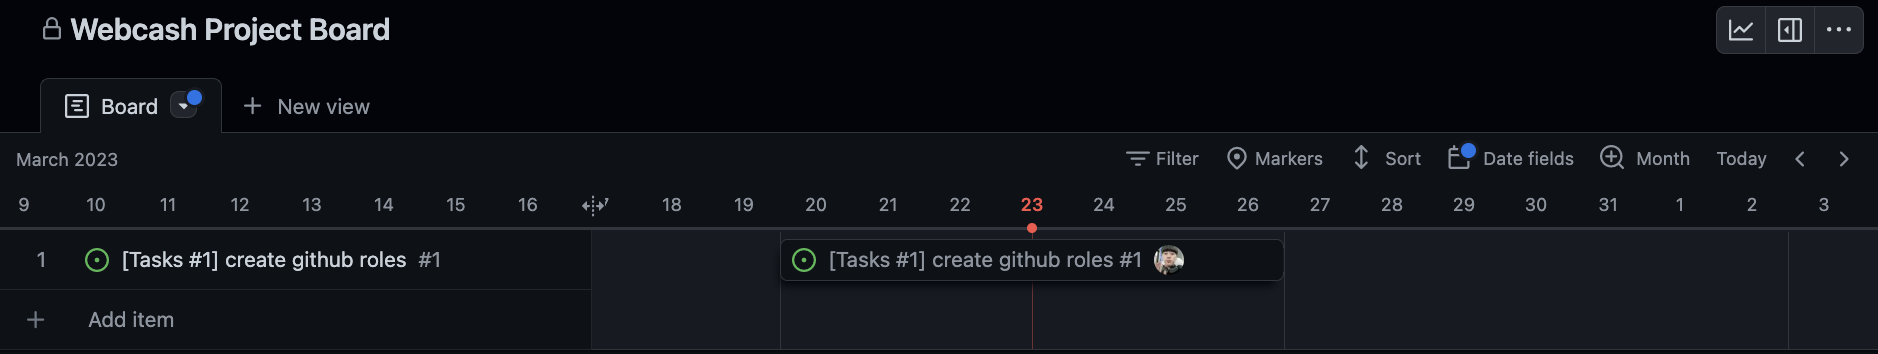 Webcash Project Board
Board
New view
March 2023 Filter Markers Sort Date fields Month Today
9 10 11 12 13 14 15 16 7 18 19 20 21 22 23 24 25 26 27 28 29 30 31 1 2 3
1 [Tasks #1] create github roles #1 [Tasks #1] create github roles #1
Add item